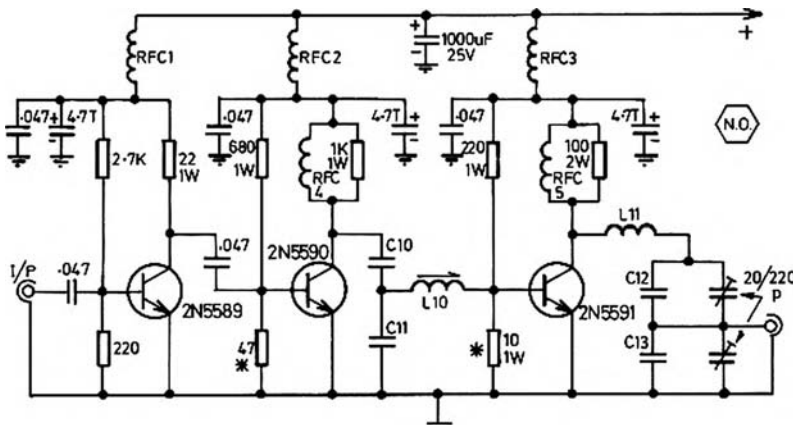 RFC1
RFC2
+
1000uF
−
25V
RFC3
+
.047
+
4.7T
−
.047
4.7T
+
−
.047
4.7T
+
−
N.O.
2.7K
22
1W
680
1W
1K
1W
RFC
4
220
1W
100
2W
RFC
5
L11
I/P
.047
.047
2N5590
C10
20/220
P
2N5589
L10
2N5591
C12
220
47
*
C11
*
10
1W
C13